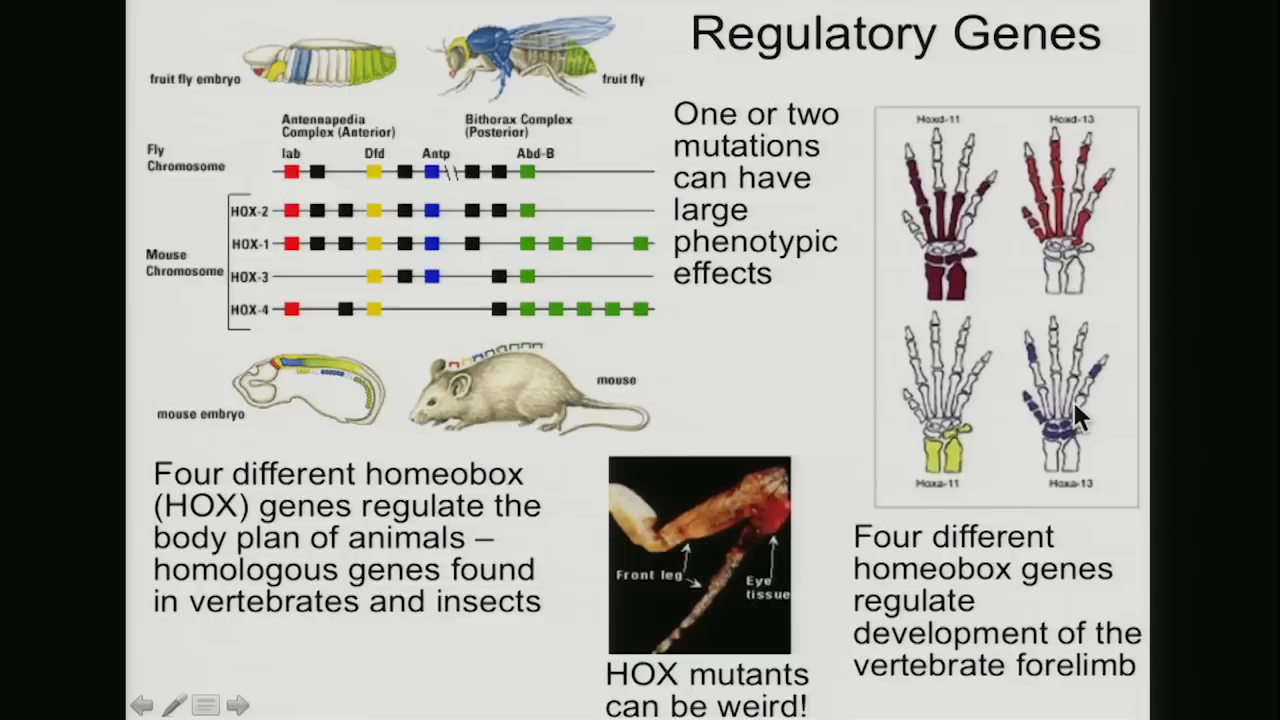 Regulatory Genes
fruit fly embryo
fruit fly
Antennapedia
Complex (Anterior)
Bithorax Complex
(Posterior)
Fly
Chromosome
lab
Dfd
Antp
Abd-B
Mouse
Chromosome
HOX-2
HOX-1
HOX-3
HOX-4
mouse embryo
mouse
One or two
mutations
can have
large
phenotypic
effects
Hoxd-11
Hoxd-13
Hoxa-11
Hoxa-13
Four different homeobox
(HOX) genes regulate the
body plan of animals –
homologous genes found
in vertebrates and insects
Front leg
Eye
tissue
HOX mutants
can be weird!
Four different
homeobox genes
regulate
development of the
vertebrate forelimb